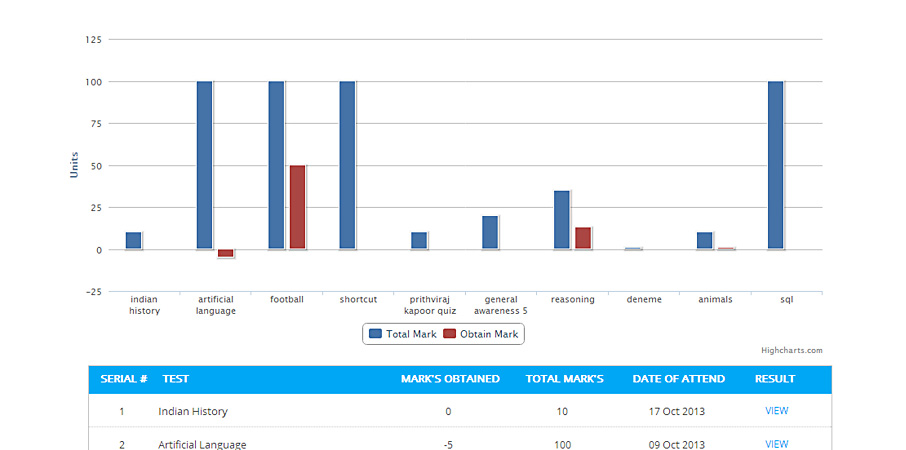 125
100
75
50
25
0
−25
Units
indian history
artificial language
football
shortcut
prithviraj kapoor quiz
general awareness 5
reasoning
deneme
animals
sql
Total Mark Obtain Mark
Highcharts.com
SERIAL # TEST MARK'S OBTAINED TOTAL MARK'S DATE OF ATTEND RESULT
1 Indian History 0 10 17 Oct 2013 VIEW
2 Artificial Language -5 100 09 Oct 2013 VIEW